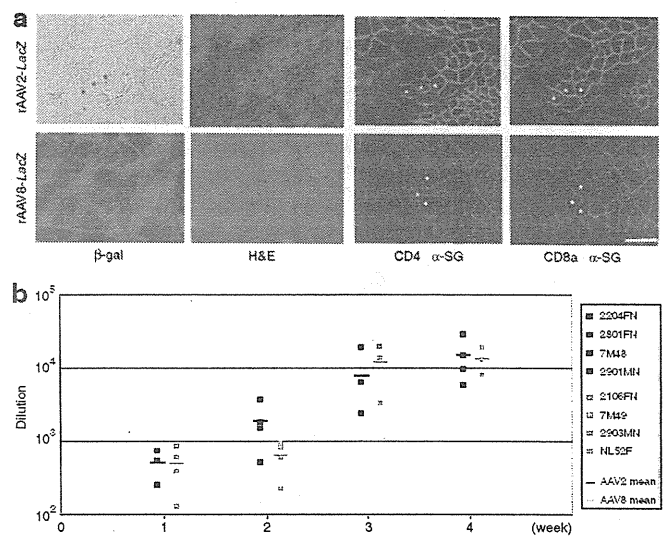 a
rAAV2-LacZ
rAAV8-LacZ
β-gal H&E CD4 α-SG CD8a α-SG
b
Dilution
10⁵
10⁴
10³
10²
0 1 2 3 4 (week)
2204FN
2801FN
7M48
2901MN
2106FN
7M49
2903MN
NL52F
AAV2 mean
AAV8 mean